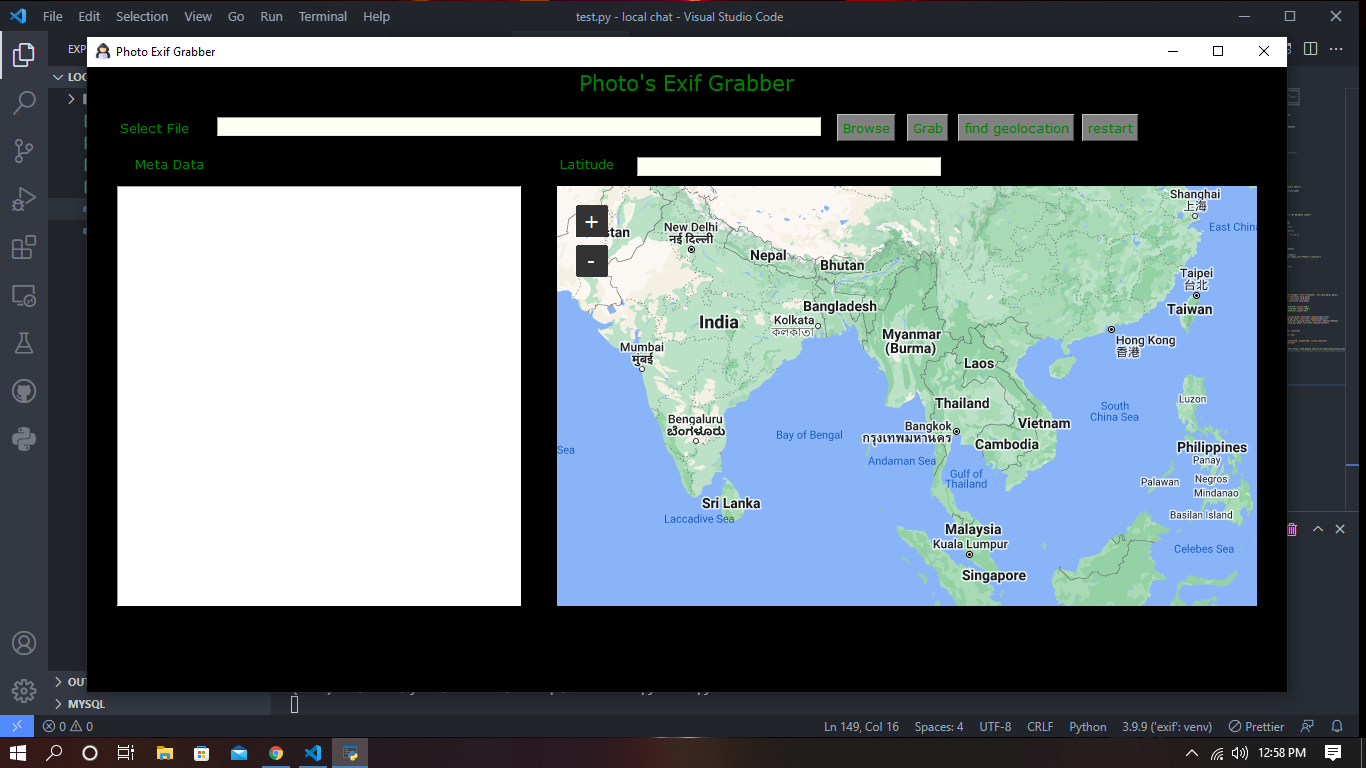 File Edit Selection View Go Run Terminal Help
test.py - local chat - Visual Studio Code
Photo Exif Grabber
Photo's Exif Grabber
Select File
Browse Grab find geolocation restart
Meta Data
Latitude
+
-
Shanghai
上海
East China
New Delhi
नई दिल्ली
Nepal
Bhutan
Taipei
台北
Bangladesh
Taiwan
India
Kolkata
কলকাতা
Myanmar
(Burma)
Hong Kong
香港
Mumbai
मुंबई
Laos
Thailand
Luzon
South
China Sea
Bengaluru
ಬೆಂಗಳೂರು
Vietnam
Bangkok
กรุงเทพมหานคร
Bay of Bengal
Cambodia
Philippines
Sea
Andaman Sea
Panay
Gulf of
Thailand
Palawan
Negros
Mindanao
Sri Lanka
Laccadive Sea
Basilan Island
Malaysia
Kuala Lumpur
Celebes Sea
Singapore
MYSQL
0 0
Ln 149, Col 16 Spaces: 4 UTF-8 CRLF Python 3.9.9 ('exif': venv) Prettier
12:58 PM